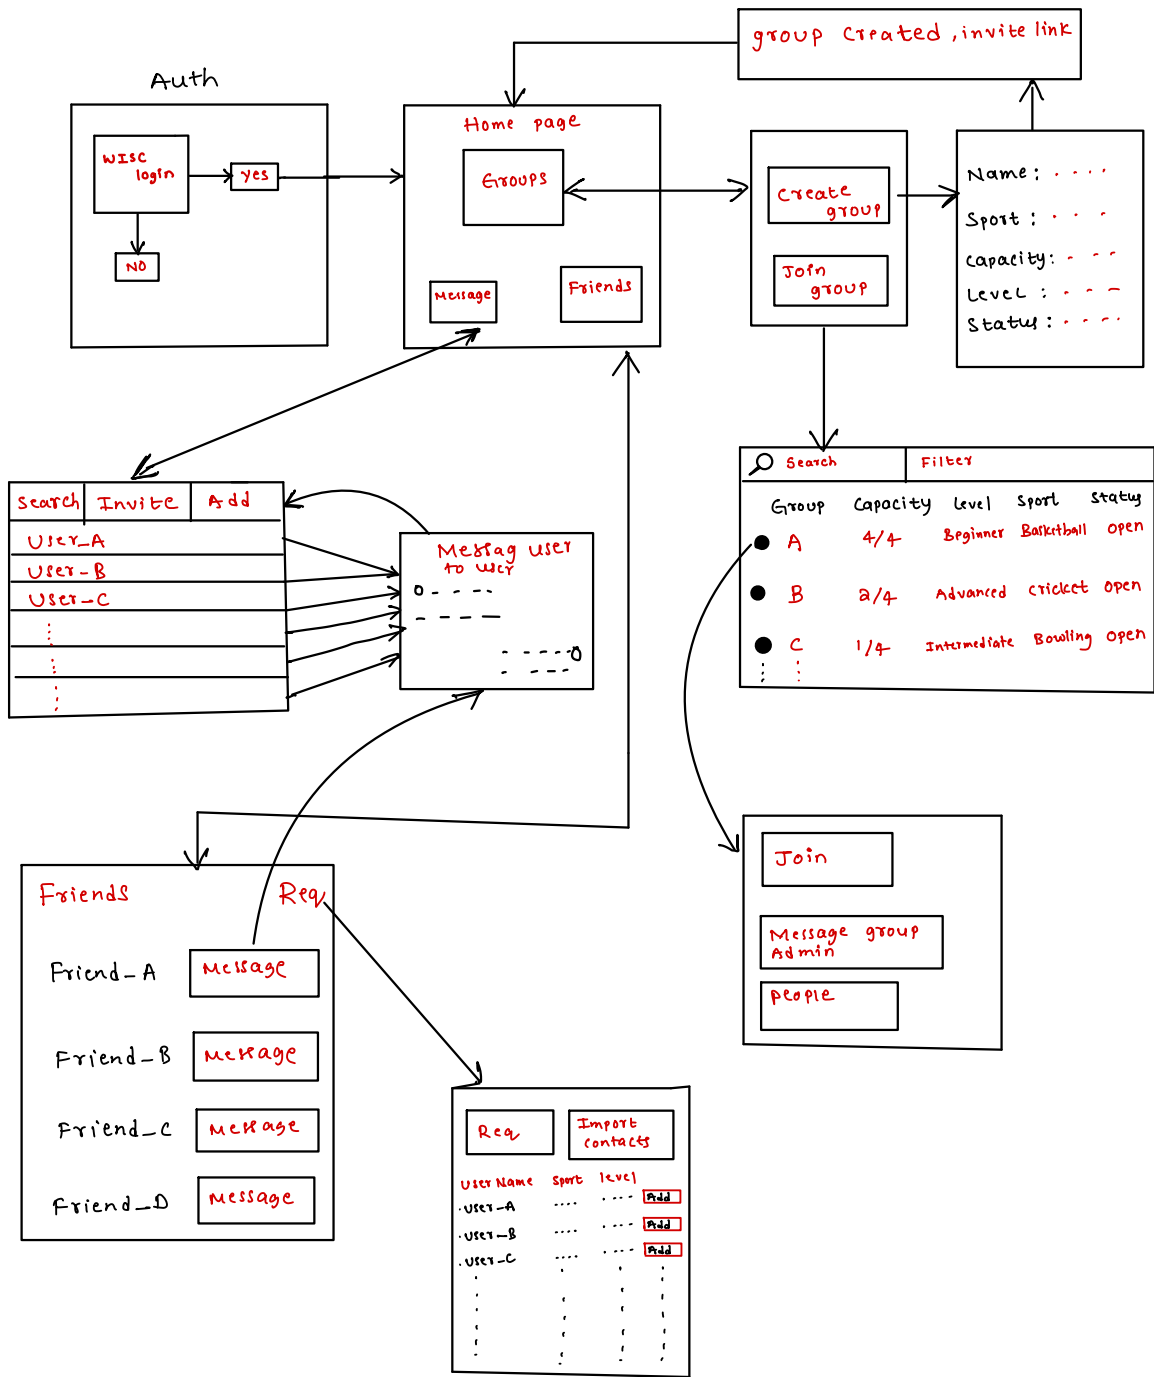 group Created, invite link
Auth
WISC
login
yes
NO
Home page
Groups
Message
Friends
Create
group
Join
group
Name:
Sport:
Capacity:
Level:
Status:
Search Filter
Group Capacity Level Sport Status
A 4/4 Beginner Basketball open
B 2/4 Advanced cricket open
C 1/4 Intermediate Bowling open
Search Invite Add
User_A
User-B
User-C
Messag user
to user
Friends Req
Friend_A Message
Friend_B Message
Friend_C Message
Friend_D Message
Join
Message group
Admin
people
Req
Import
contacts
User Name Sport level
User_A Add
User_B Add
User_C Add